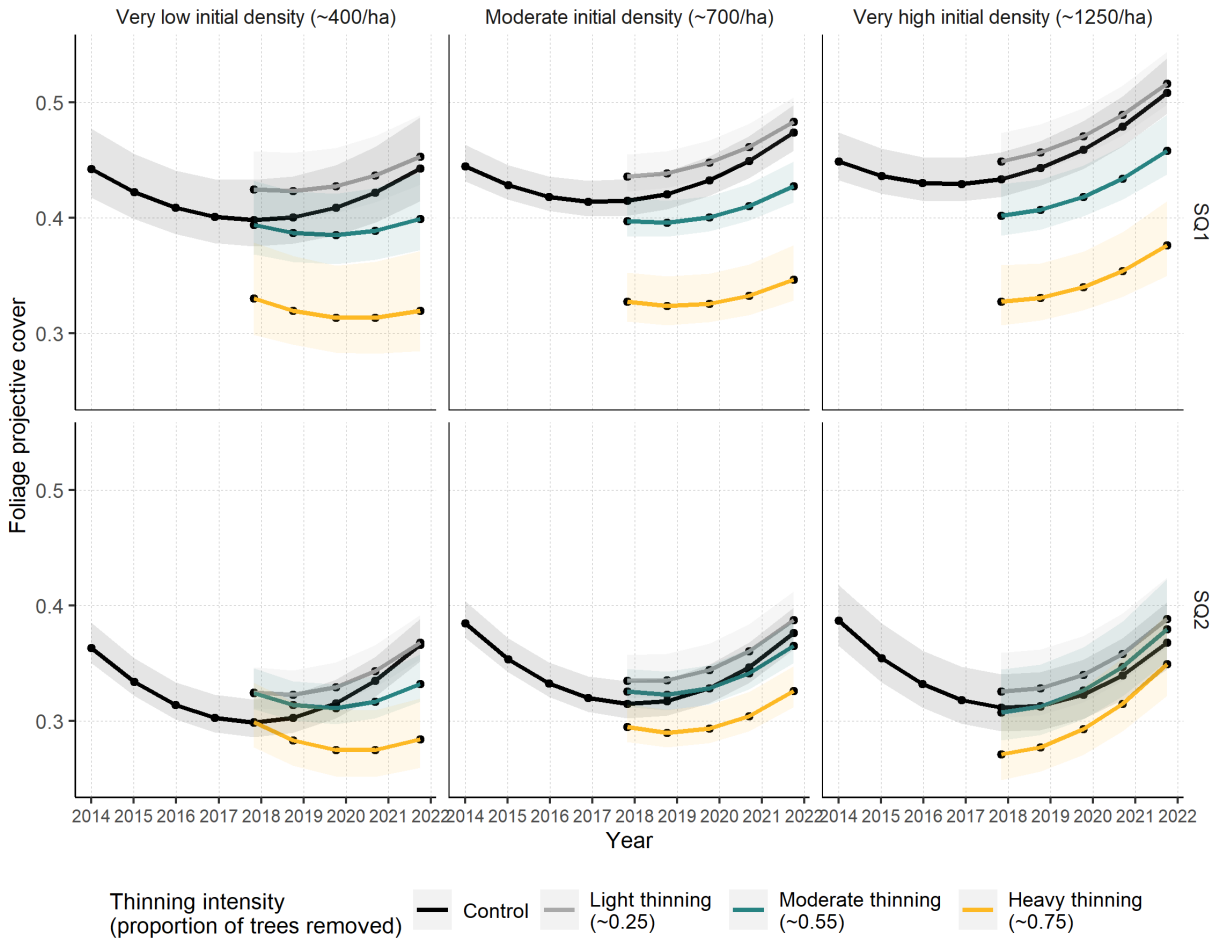 Very low initial density (~400/ha)
Moderate initial density (~700/ha)
Very high initial density (~1250/ha)
Foliage projective cover
0.5
0.4
0.3
SQ1
0.5
0.4
0.3
SQ2
2014 2015 2016 2017 2018 2019 2020 2021 2022
2014 2015 2016 2017 2018 2019 2020 2021 2022
2014 2015 2016 2017 2018 2019 2020 2021 2022
Year
Thinning intensity
(proportion of trees removed)
Control
Light thinning
(~0.25)
Moderate thinning
(~0.55)
Heavy thinning
(~0.75)